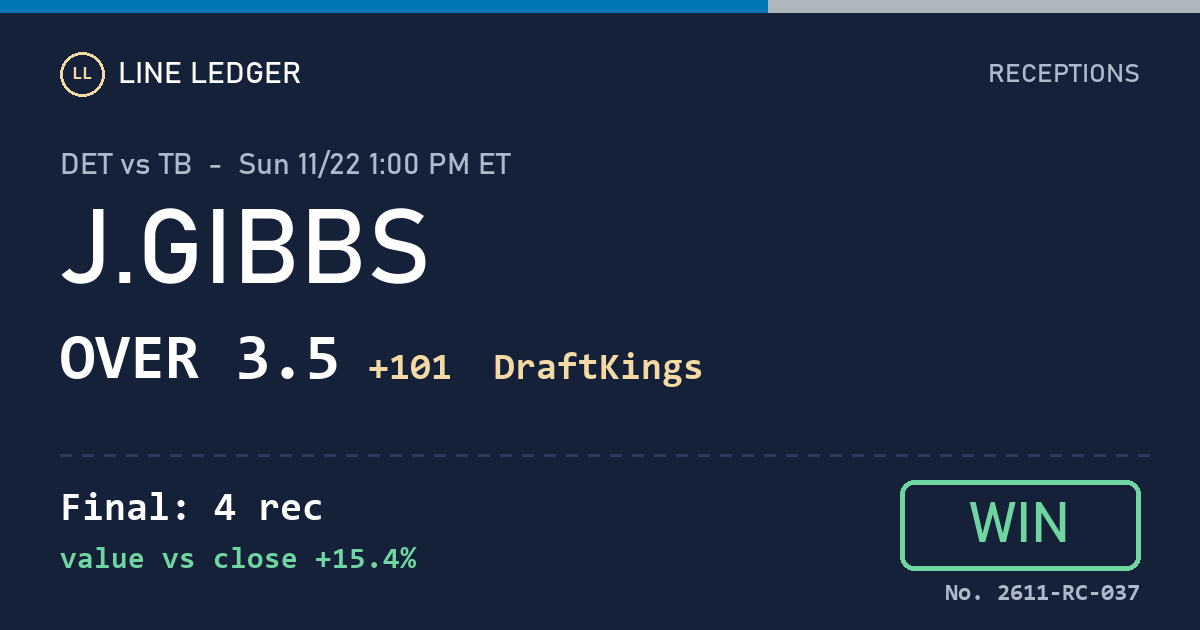 LL LINE LEDGER
RECEPTIONS
DET vs TB - Sun 11/22 1:00 PM ET
J.GIBBS
OVER 3.5 +101 DraftKings
Final: 4 rec
value vs close +15.4%
WIN
No. 2611-RC-037